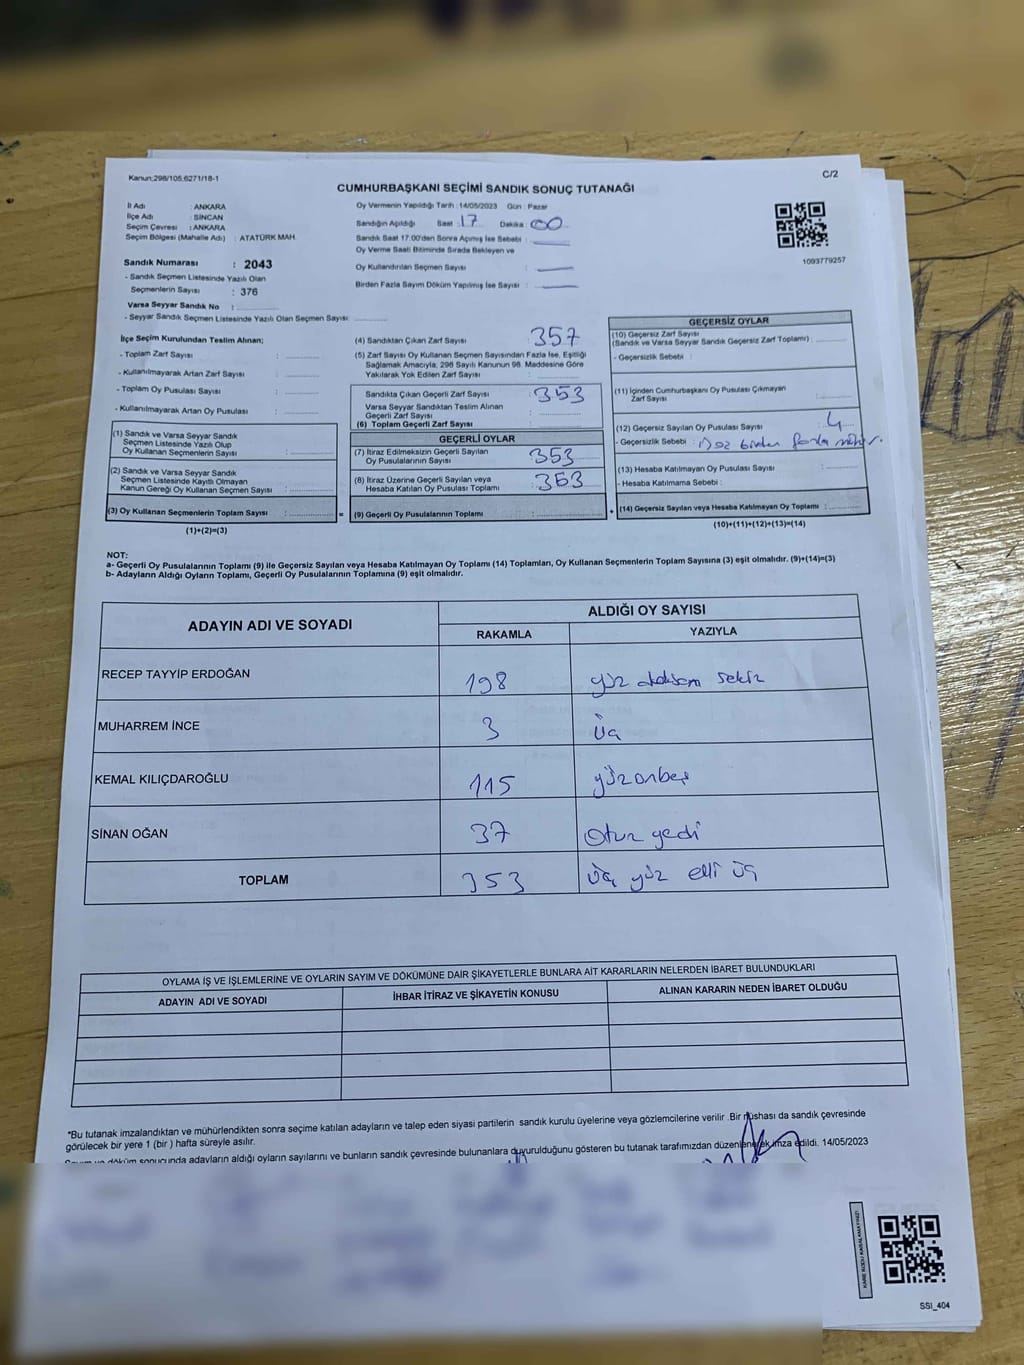 Kanun:298/105,6271/18-1
C/2
CUMHURBAŞKANI SEÇİMİ SANDIK SONUÇ TUTANAĞI
İl Adı : ANKARA
İlçe Adı : SİNCAN
Seçim Çevresi : ANKARA
Seçim Bölgesi (Mahalle Adı) : ATATÜRK MAH.
Sandık Numarası : 2043
- Sandık Seçmen Listesinde Yazılı Olan
Seçmenlerin Sayısı : 376
Varsa Seyyar Sandık No :
- Seyyar Sandık Seçmen Listesinde Yazılı Olan Seçmen Sayısı:
Oy Vermenin Yapıldığı Tarih : 14/05/2023 Gün : Pazar
Sandığın Açıldığı Saat : 17 Dakika : 00
Sandık Saat 17.00'den Sonra Açımış İse Sebebi :
Oy Verme Saati Bitiminde Sırada Bekleyen ve
Oy Kullandırılan Seçmen Sayısı :
Birden Fazla Sayım Döküm Yapılmış İse Sayısı :
1093779257
İlçe Seçim Kurulundan Teslim Alınan;
- Toplam Zarf Sayısı :
- Kullanılmayarak Artan Zarf Sayısı :
- Toplam Oy Pusulası Sayısı :
- Kullanılmayarak Artan Oy Pusulası :
(1) Sandık ve Varsa Seyyar Sandık
Seçmen Listesinde Yazılı Olup
Oy Kullanan Seçmenlerin Sayısı :
(2) Sandık ve Varsa Seyyar Sandık
Seçmen Listesinde Kayıtlı Olmayan
Kanun Gereği Oy Kullanan Seçmen Sayısı :
(3) Oy Kullanan Seçmenlerin Toplam Sayısı :
(1)+(2)=(3)
=
(4) Sandıktan Çıkan Zarf Sayısı : 357
(5) Zarf Sayısı Oy Kullanan Seçmen Sayısından Fazla İse, Eşitliği
Sağlamak Amacıyla; 298 Sayılı Kanunun 98. Maddesine Göre
Yakılarak Yok Edilen Zarf Sayısı :
Sandıkta Çıkan Geçerli Zarf Sayısı : 353
Varsa Seyyar Sandıktan Teslim Alınan
Geçerli Zarf Sayısı :
(6) Toplam Geçerli Zarf Sayısı :
GEÇERLİ OYLAR
(7) İtiraz Edilmeksizin Geçerli Sayılan
Oy Pusulalarının Sayısı : 353
(8) İtiraz Üzerine Geçerli Sayılan veya
Hesaba Katılan Oy Pusulası Toplamı : 353
(9) Geçerli Oy Pusulalarının Toplamı :
+
GEÇERSİZ OYLAR
(10) Geçersiz Zarf Sayısı
(Sandık ve Varsa Seyyar Sandık Geçersiz Zarf Toplamı) :
- Geçersizlik Sebebi :
(11) İçinden Cumhurbaşkanı Oy Pusulası Çıkmayan
Zarf Sayısı :
(12) Geçersiz Sayılan Oy Pusulası Sayısı : 4
- Geçersizlik Sebebi : birden fazla mühür.
(13) Hesaba Katılmayan Oy Pusulası Sayısı :
- Hesaba Katılmama Sebebi :
(14) Geçersiz Sayılan veya Hesaba Katılmayan Oy Toplamı :
(10)+(11)+(12)+(13)=(14)
NOT:
a- Geçerli Oy Pusulalarının Toplamı (9) ile Geçersiz Sayılan veya Hesaba Katılmayan Oy Toplamı (14) Toplamları, Oy Kullanan Seçmenlerin Toplam Sayısına (3) eşit olmalıdır. (9)+(14)=(3)
b- Adayların Aldığı Oyların Toplamı, Geçerli Oy Pusulalarının Toplamına (9) eşit olmalıdır.
ADAYIN ADI VE SOYADI
ALDIĞI OY SAYISI
RAKAMLA YAZIYLA
RECEP TAYYİP ERDOĞAN 198 yüz doksan sekiz
MUHARREM İNCE 3 üç
KEMAL KILIÇDAROĞLU 115 yüzonbeş
SİNAN OĞAN 37 Otuz yedi
TOPLAM 353 üç yüz elli üç
OYLAMA İŞ VE İŞLEMLERİNE VE OYLARIN SAYIM VE DÖKÜMÜNE DAİR ŞİKAYETLERLE BUNLARA AİT KARARLARIN NELERDEN İBARET BULUNDUKLARI
ADAYIN ADI VE SOYADI İHBAR İTİRAZ VE ŞİKAYETİN KONUSU ALINAN KARARIN NEDEN İBARET OLDUĞU
*Bu tutanak imzalandıktan ve mühürlendikten sonra seçime katılan adayların ve talep eden siyasi partilerin sandık kurulu üyelerine veya gözlemcilerine verilir .Bir nüshası da sandık çevresinde
görülecek bir yere 1 (bir ) hafta süreyle asılır.
Sayım ve döküm sonucunda adayların aldığı oyların sayılarını ve bunların sandık çevresinde bulunanlara duyurulduğunu gösteren bu tutanak tarafımızdan düzenlenerek imza edildi. 14/05/2023
KARE KODU KARALAMAYINIZ!
SSI_404